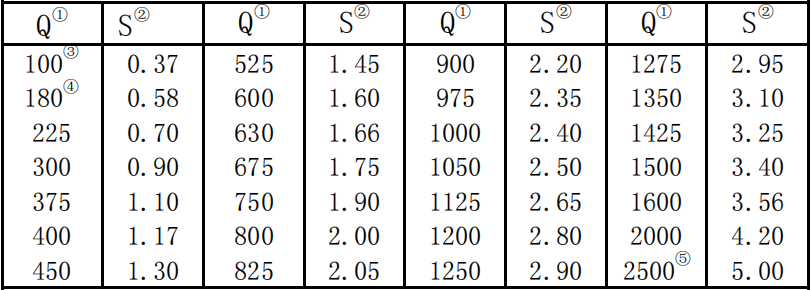 Q① S② Q① S② Q① S② Q① S②
100③ 0.37 525 1.45 900 2.20 1275 2.95
180④ 0.58 600 1.60 975 2.35 1350 3.10
225 0.70 630 1.66 1000 2.40 1425 3.25
300 0.90 675 1.75 1050 2.50 1500 3.40
375 1.10 750 1.90 1125 2.65 1600 3.56
400 1.17 800 2.00 1200 2.80 2000 4.20
450 1.30 825 2.05 1250 2.90 2500⑤ 5.00